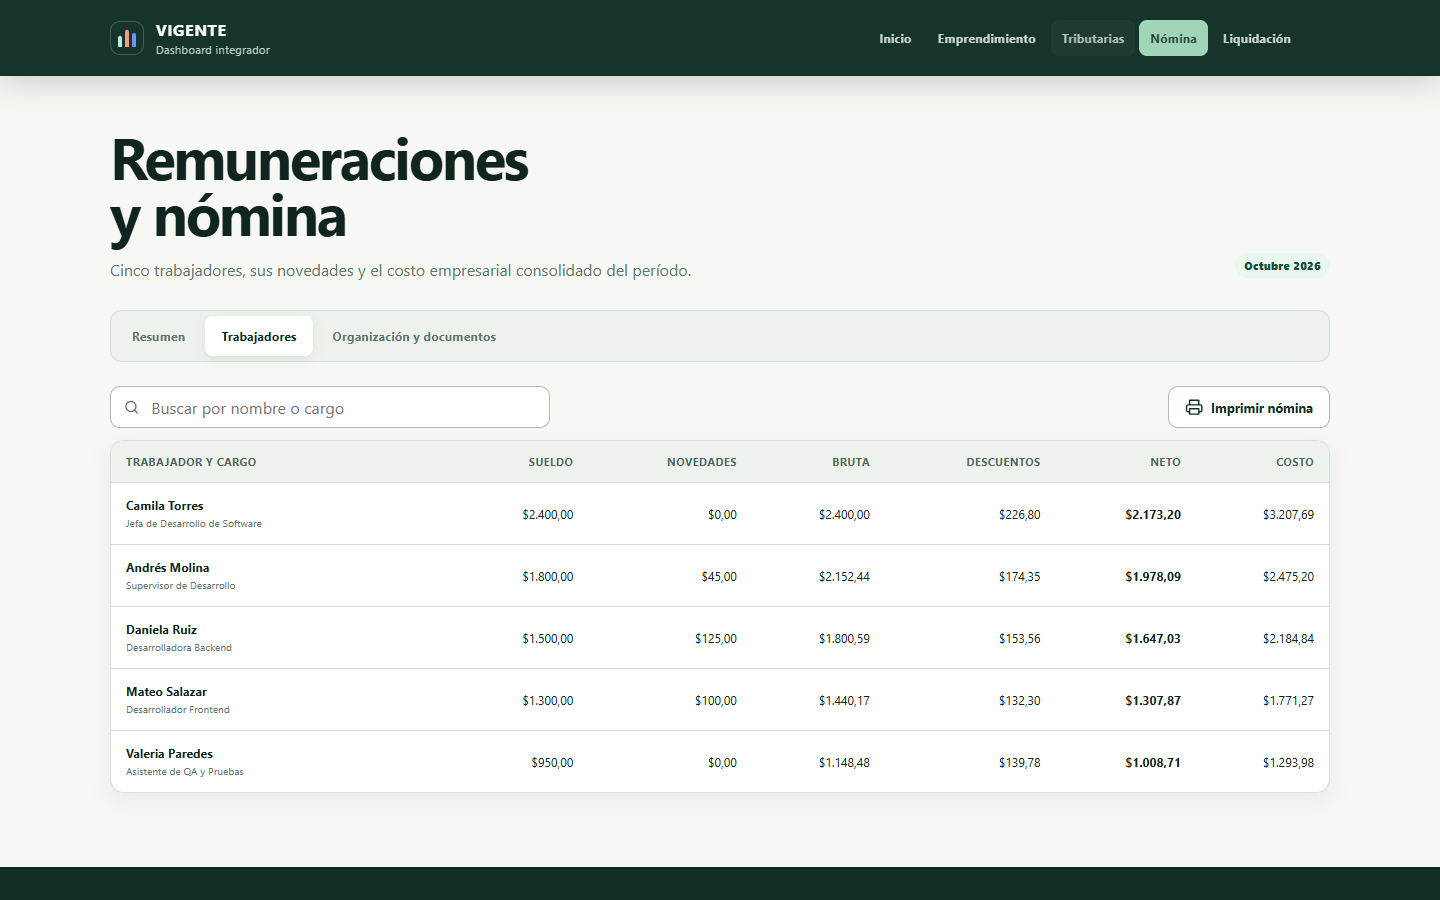 VIGENTE
Dashboard integrador
Inicio
Emprendimiento
Tributarias
Nómina
Liquidación
Remuneraciones
y nómina
Cinco trabajadores, sus novedades y el costo empresarial consolidado del período.
Octubre 2026
Resumen
Trabajadores
Organización y documentos
Buscar por nombre o cargo
Imprimir nómina
TRABAJADOR Y CARGO SUELDO NOVEDADES BRUTA DESCUENTOS NETO COSTO
Camila Torres
Jefa de Desarrollo de Software
$2.400,00 $0,00 $2.400,00 $226,80 $2.173,20 $3.207,69
Andrés Molina
Supervisor de Desarrollo
$1.800,00 $45,00 $2.152,44 $174,35 $1.978,09 $2.475,20
Daniela Ruiz
Desarrolladora Backend
$1.500,00 $125,00 $1.800,59 $153,56 $1.647,03 $2.184,84
Mateo Salazar
Desarrollador Frontend
$1.300,00 $100,00 $1.440,17 $132,30 $1.307,87 $1.771,27
Valeria Paredes
Asistente de QA y Pruebas
$950,00 $0,00 $1.148,48 $139,78 $1.008,71 $1.293,98